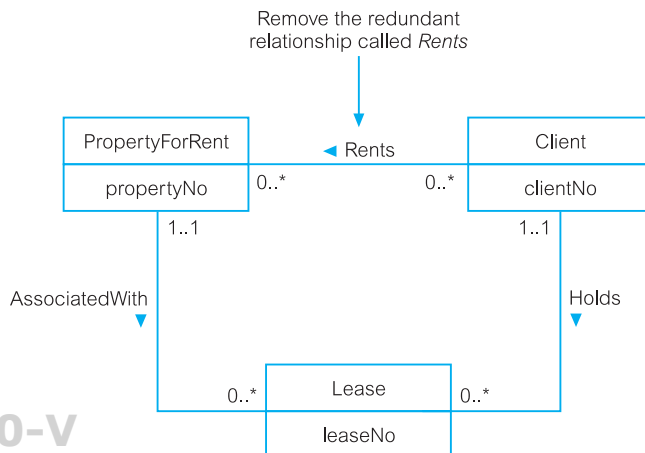 Remove the redundant
relationship called Rents
PropertyForRent
◄ Rents
Client
propertyNo
0..*
0..*
clientNo
1..1
1..1
AssociatedWith
Holds
0..*
Lease
0..*
leaseNo
0-V